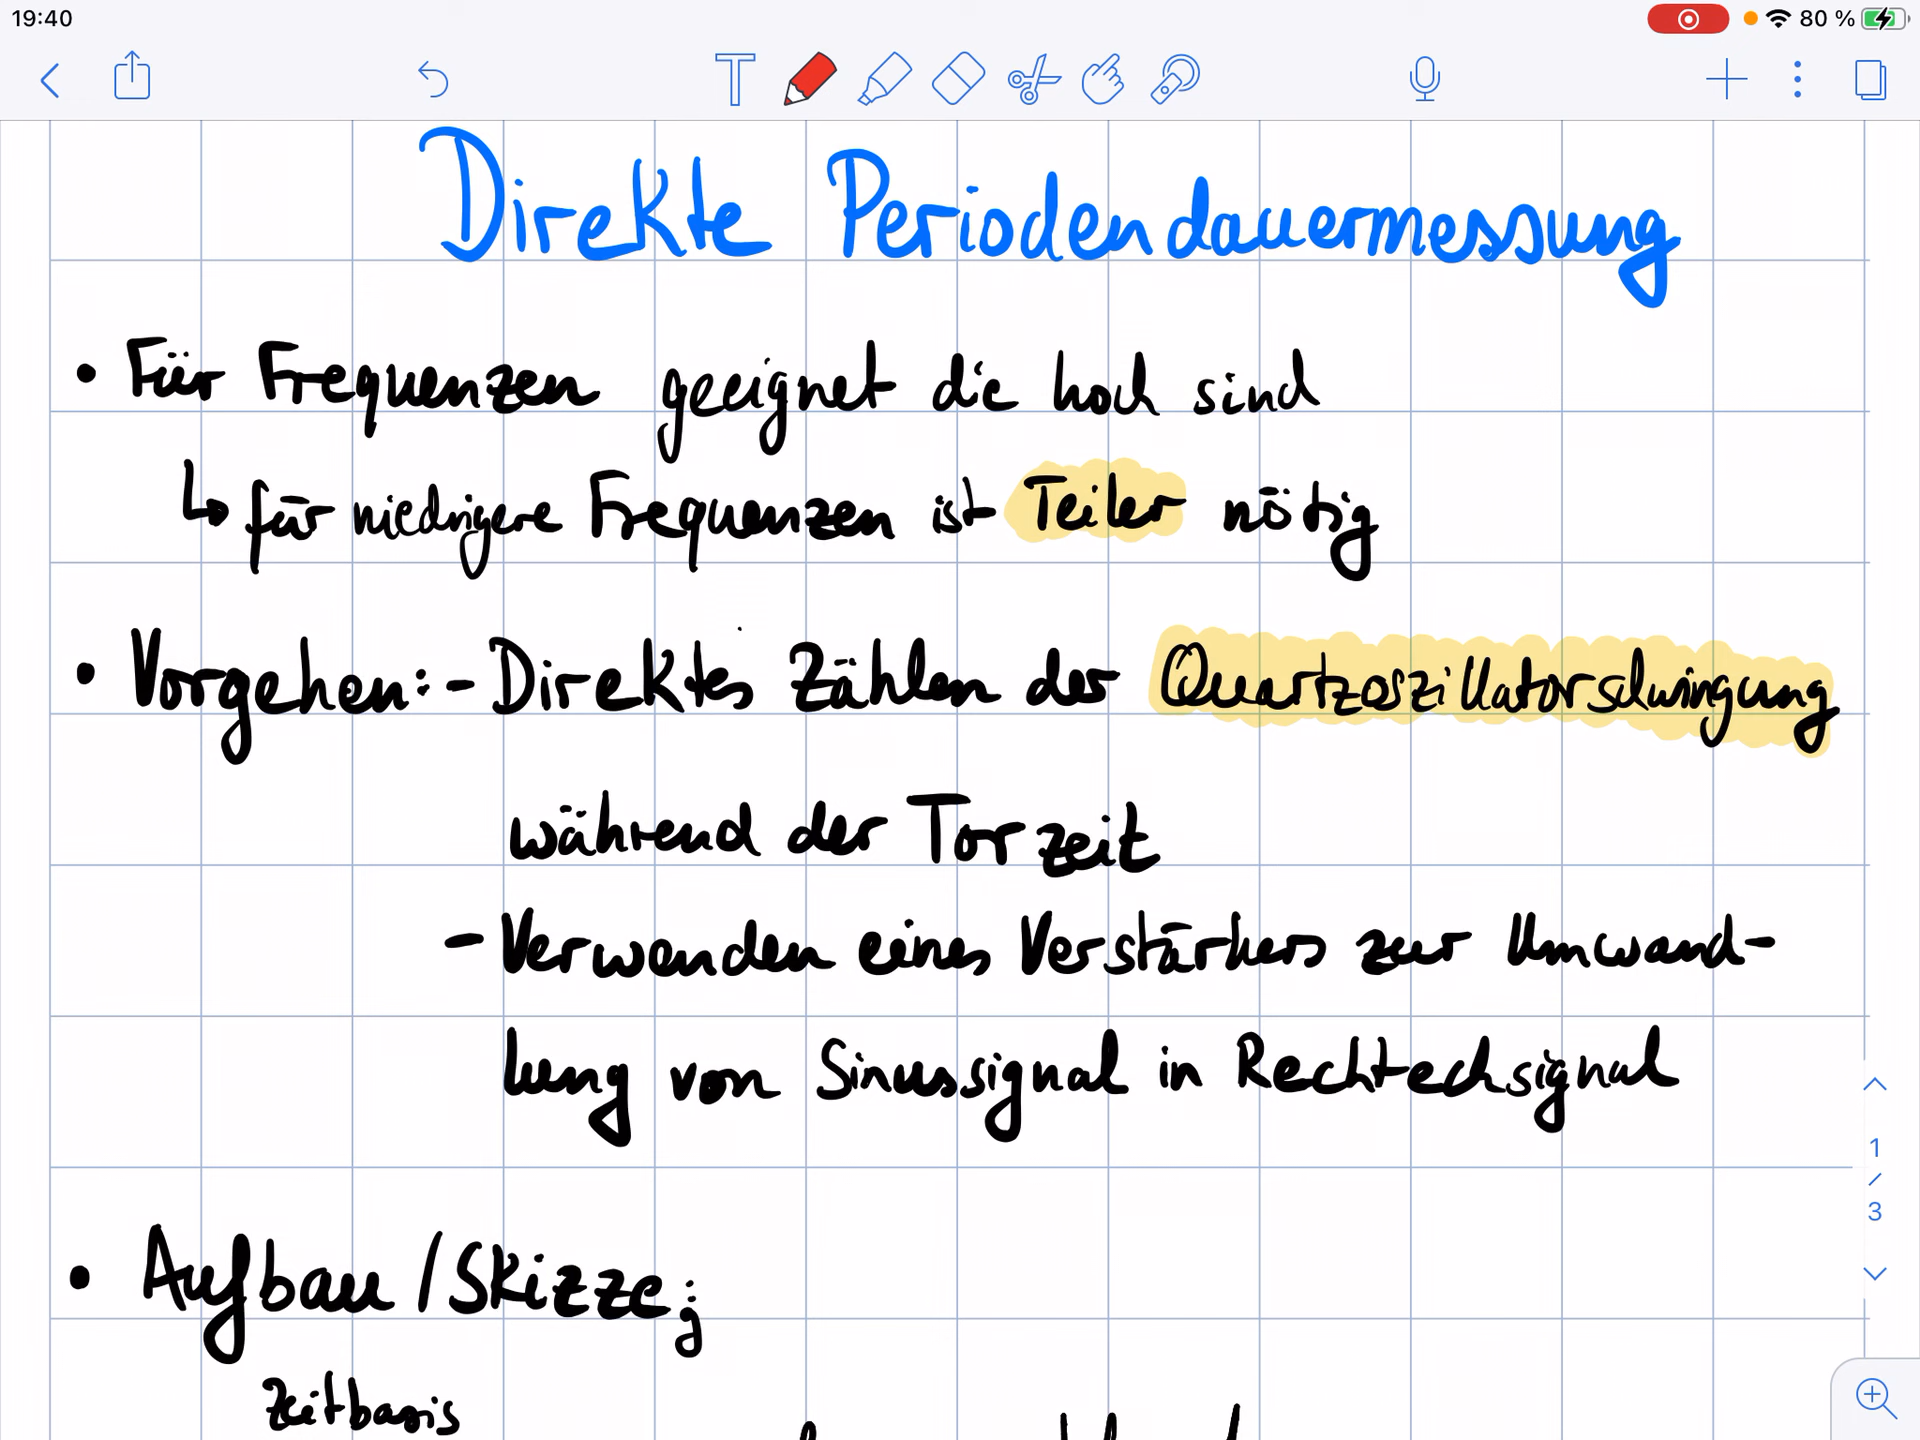 19:40
80 %
T
Direkte Periodendauermessung
• Für Frequenzen geeignet die hoch sind
↳ für niedrigere Frequenzen ist Teiler nötig
• Vorgehen: - Direktes Zählen der Quartzoszillatorschwingung
während der Torzeit
- Verwenden eines Verstärkers zur Umwand-
lung von Sinussignal in Rechtecksignal
1
/
3
• Aufbau / Skizze:
Zeitbasis